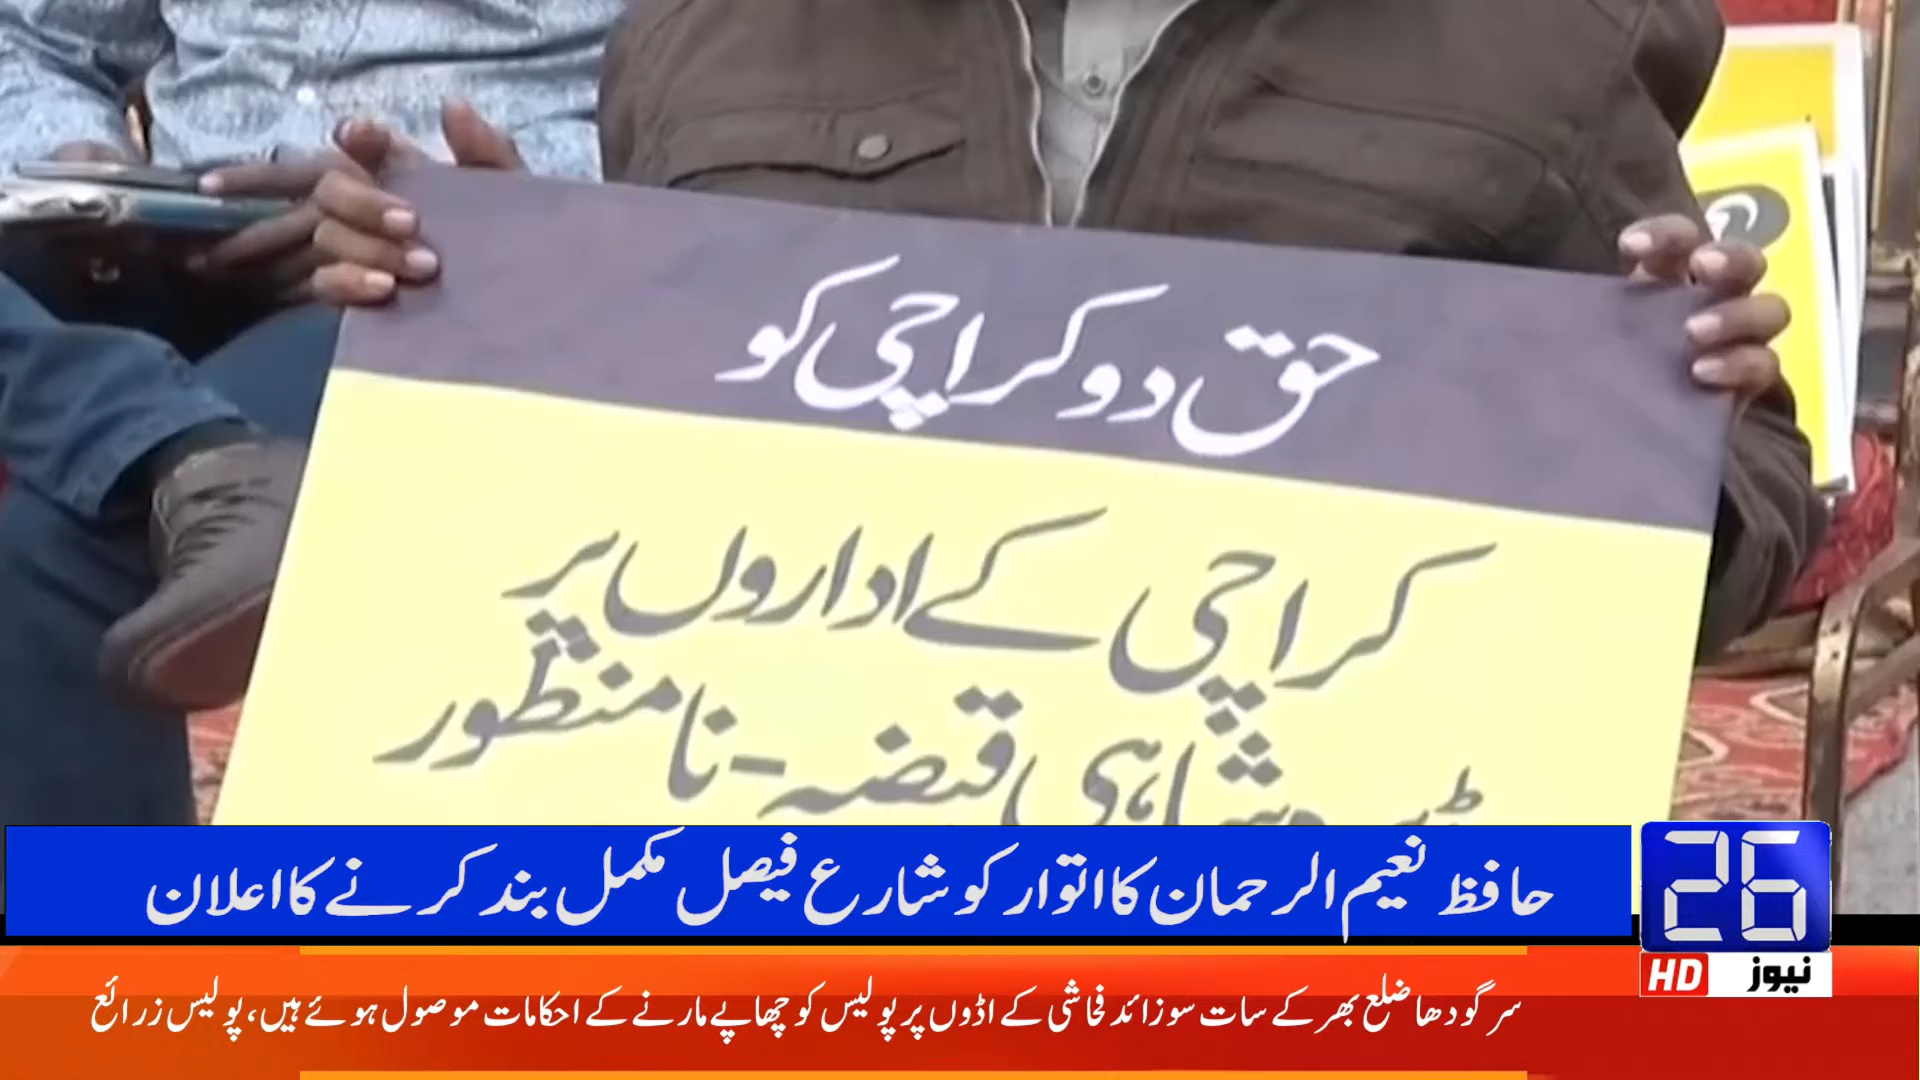 حق دو کراچی کو
کراچی کے اداروں پر
شاہی قبضہ - نامنظور
حافظ نعیم الرحمان کا اتوار کو شارع فیصل مکمل بند کرنے کا اعلان
26
HD نیوز
سرگودھا ضلع بھر کے سات سو زائد فحاشی کے اڈوں پر پولیس کو چھاپے مارنے کے احکامات موصول ہوئے ہیں، پولیس زرائع